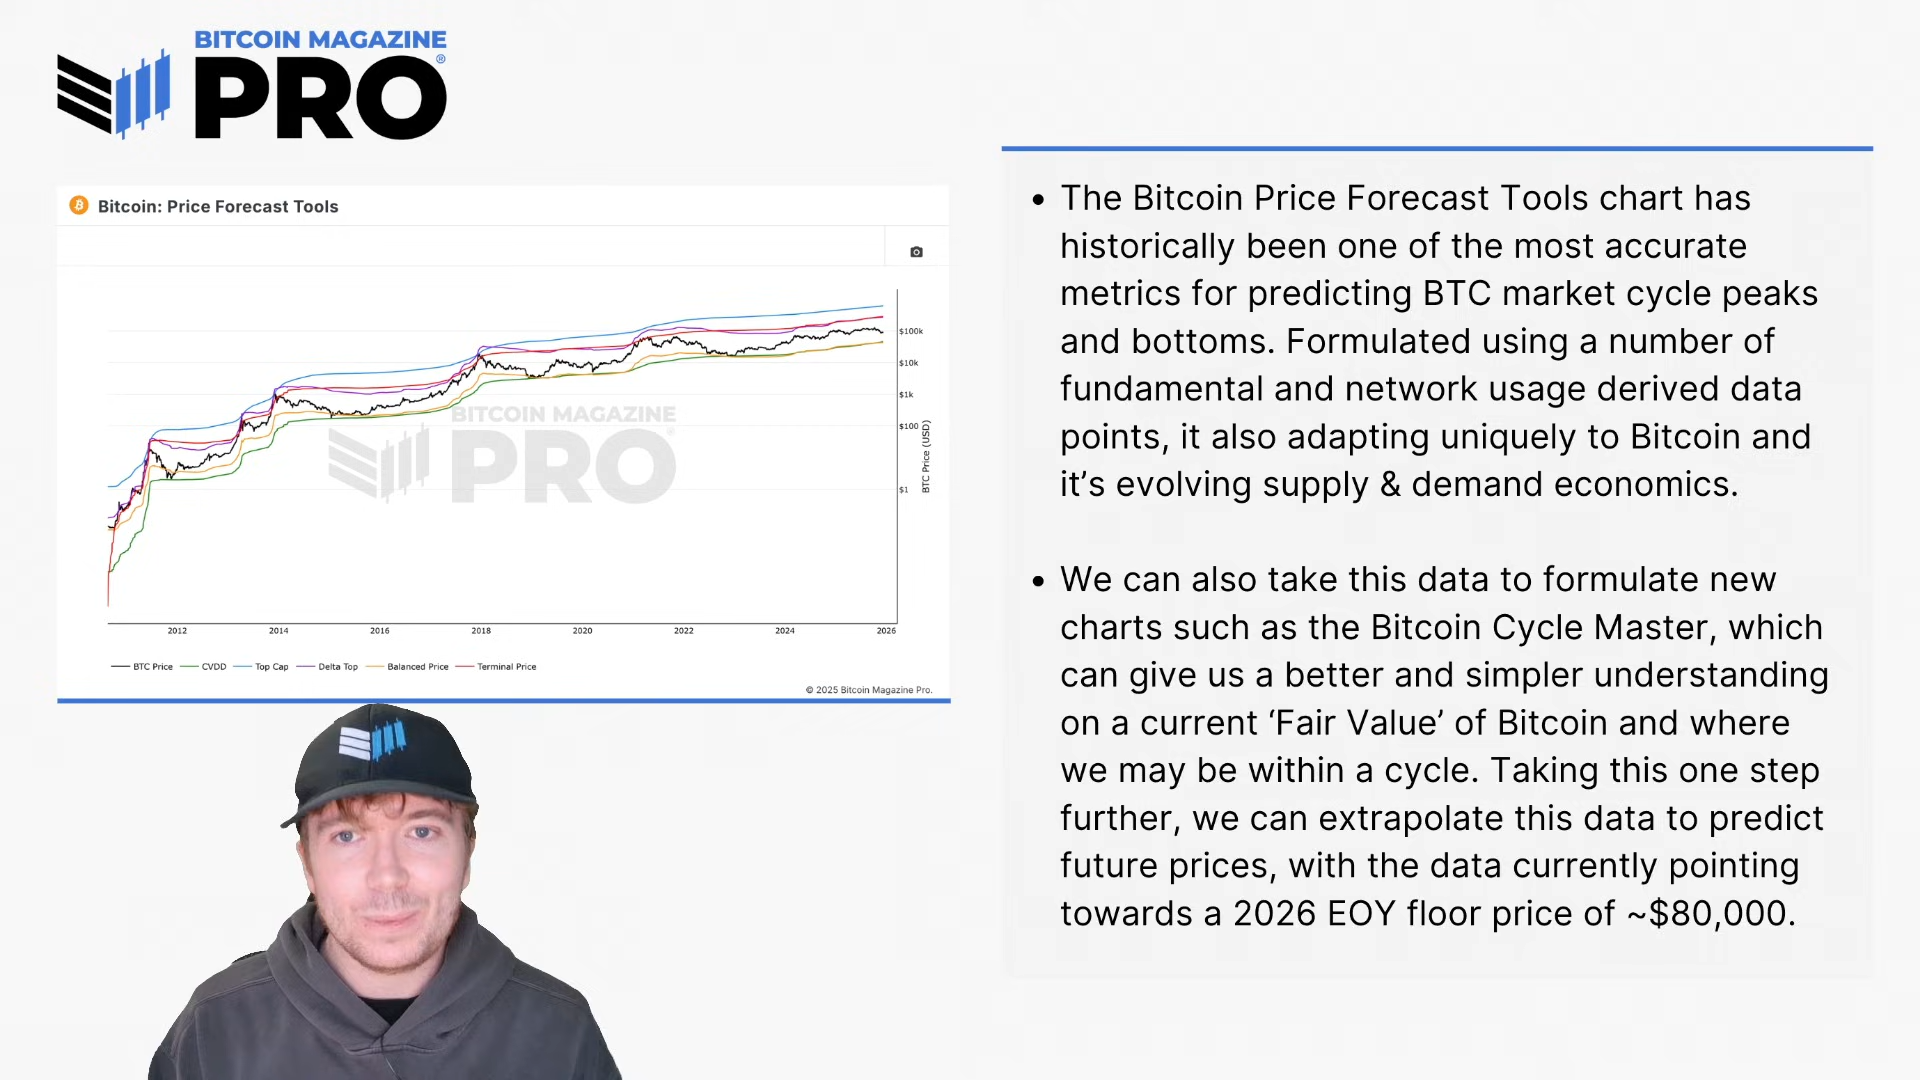 BITCOIN MAGAZINE
PRO®
Bitcoin: Price Forecast Tools
$100k
$10k
$1k
$100
$1
BTC Price (USD)
BITCOIN MAGAZINE
PRO®
2012 2014 2016 2018 2020 2022 2024 2026
BTC Price CVDD Top Cap Delta Top Balanced Price Terminal Price
© 2025 Bitcoin Magazine Pro.
• The Bitcoin Price Forecast Tools chart has
historically been one of the most accurate
metrics for predicting BTC market cycle peaks
and bottoms. Formulated using a number of
fundamental and network usage derived data
points, it also adapting uniquely to Bitcoin and
it’s evolving supply & demand economics.
• We can also take this data to formulate new
charts such as the Bitcoin Cycle Master, which
can give us a better and simpler understanding
on a current ‘Fair Value’ of Bitcoin and where
we may be within a cycle. Taking this one step
further, we can extrapolate this data to predict
future prices, with the data currently pointing
towards a 2026 EOY floor price of ~$80,000.